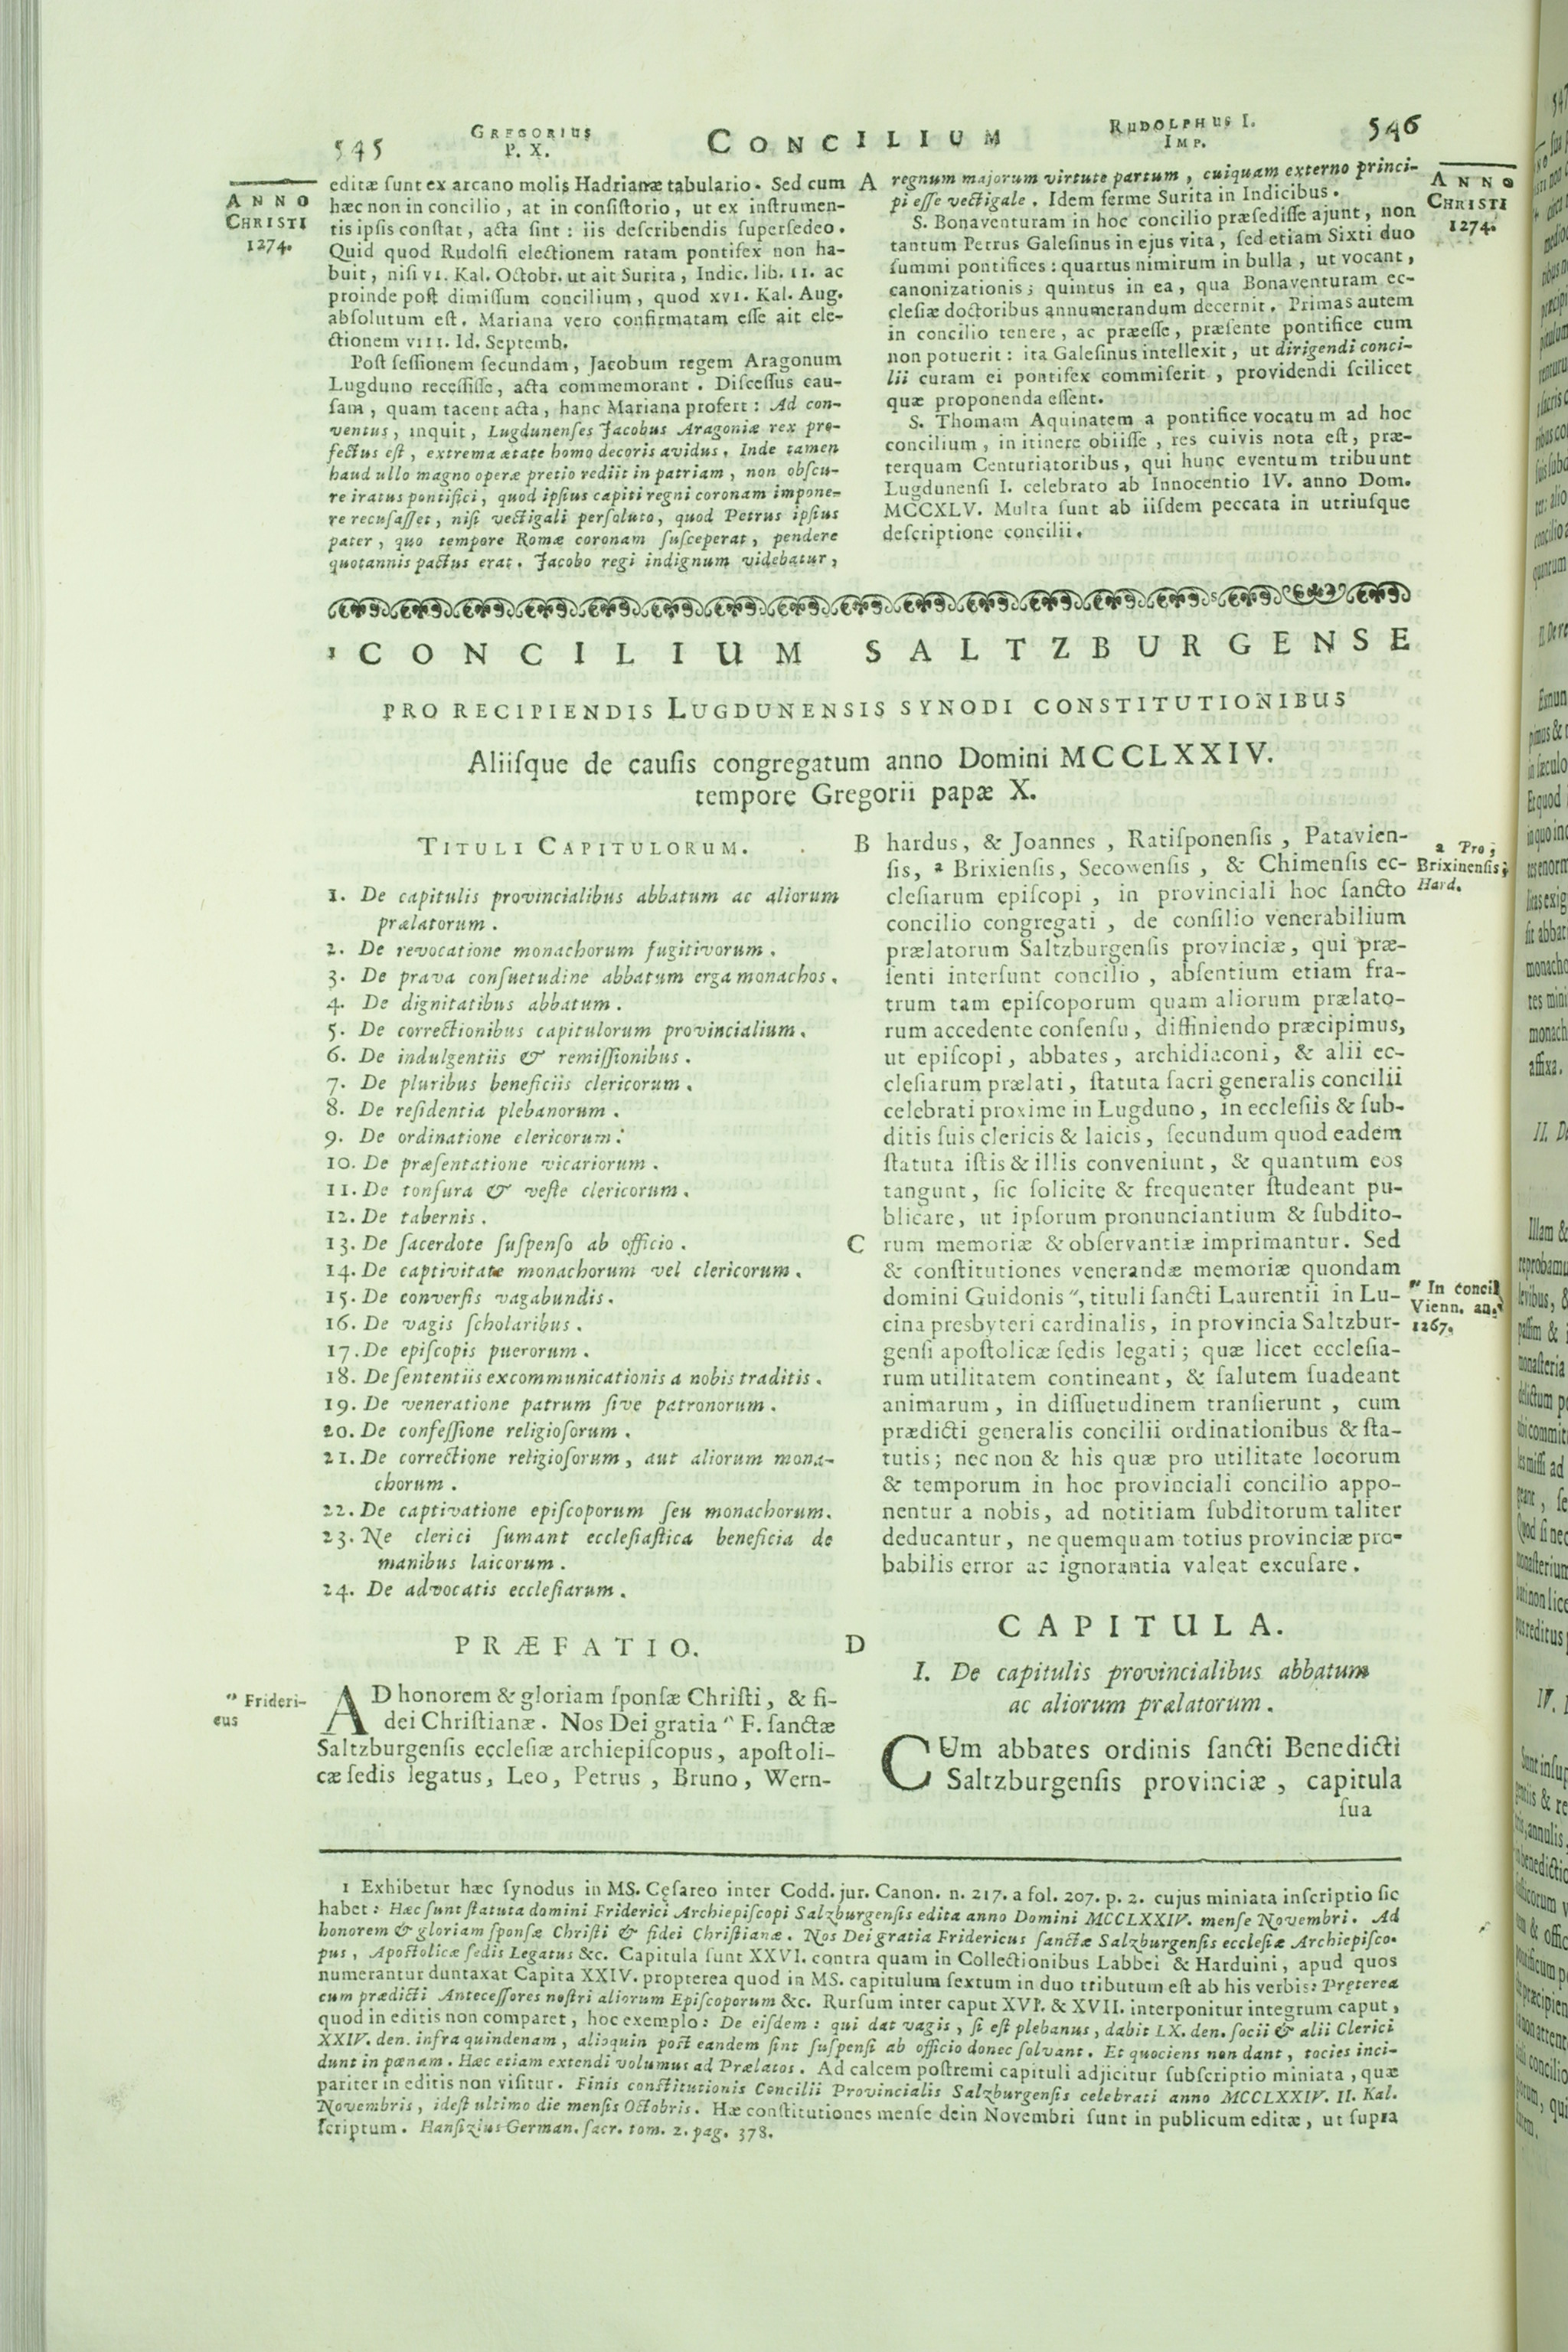 545
GREGORIUS
P. X.
CONCILIUM
RUDOLPHUS I.
IMP.
546
ANNO
CHRISTI
1274.
editæ ſunt ex arcano molis Hadrianæ tabulario. Sed cum
hæc non in concilio, at in conſiſtorio, ut ex inſtrumen-
tis ipſis conſtat, acta ſint: iis deſcribendis ſuperſedeo.
Quid quod Rudolfi electionem ratam pontifex non ha-
buit, niſi VI. Kal. Octobr. ut ait Surita, Indic. lib. II. ac
proinde poſt dimiſſum concilium, quod XVI. Kal. Aug.
abſolutum eſt. Mariana vero confirmatam eſſe ait ele-
ctionem VIII. Id. Septemb.
Poſt ſeſſionem ſecundam, Jacobum regem Aragonum
Lugduno receſſiſſe, acta commemorant. Diſceſſus cau-
ſam, quam tacent acta, hanc Mariana profert: Ad con-
ventus, inquit, Lugdunenſes Jacobus Aragoniæ rex pro-
fectus eſt, extrema ætate homo decoris avidus. Inde tamen
haud ullo magno operæ pretio rediit in patriam, non obſcu-
re iratus pontifici, quod ipſius capiti regni coronam impone-
re recuſaſſet, niſi vectigali perſoluto, quod Petrus ipſius
pater, quo tempore Romæ coronam ſuſceperat, pendere
quotannis pactus erat. Jacobo regi indignum videbatur,
A
regnum majorum virtute partum, cuiquam externo princi-
pi eſſe vectigale. Idem ferme Surita in Indicibus.
S. Bonaventuram in hoc concilio præſediſſe ajunt, non
tantum Petrus Galeſinus in ejus vita, ſed etiam Sixti duo
ſummi pontifices: quartus nimirum in bulla, ut vocant,
canonizationis; quintus in ea, qua Bonaventuram ec-
cleſiæ doctoribus annumerandum decernit. Primas autem
in concilio tenere, ac præeſſe, præſente pontifice cum
non potuerit: ita Galeſinus intellexit, ut dirigendi conci-
lii curam ei pontifex commiſerit, providendi ſcilicet
quæ proponenda eſſent.
S. Thomam Aquinatem a pontifice vocatum ad hoc
concilium, in itinere obiiſſe, res cuivis nota eſt, præ-
terquam Centuriatoribus, qui hunc eventum tribuunt
Lugdunenſi I. celebrato ab Innocentio IV. anno Dom.
MCCXLV. Multa ſunt ab iiſdem peccata in utriuſque
deſcriptione concilii.
ANNO
CHRISTI
1274.
1 CONCILIUM SALTZBURGENSE
PRO RECIPIENDIS LUGDUNENSIS SYNODI CONSTITUTIONIBUS
Aliiſque de cauſis congregatum anno Domini MCCLXXIV.
tempore Gregorii papæ X.
TITULI CAPITULORUM.
1. De capitulis provincialibus abbatum ac aliorum
prælatorum.
2. De revocatione monachorum fugitivorum.
3. De prava conſuetudine abbatum erga monachos.
4. De dignitatibus abbatum.
5. De correctionibus capitulorum provincialium.
6. De indulgentiis & remiſſionibus.
7. De pluribus beneficiis clericorum.
8. De reſidentia plebanorum.
9. De ordinatione clericorum:
10. De præſentatione vicariorum.
11. De tonſura & veſte clericorum.
12. De tabernis.
13. De ſacerdote ſuſpenſo ab officio.
14. De captivitate monachorum vel clericorum.
15. De converſis vagabundis.
16. De vagis ſcholaribus.
17. De epiſcopis puerorum.
18. De ſententiis excommunicationis a nobis traditis.
19. De veneratione patrum ſive patronorum.
20. De confeſſione religioſorum.
21. De correctione religioſorum, aut aliorum mona-
chorum.
22. De captivatione epiſcoporum ſeu monachorum.
23. Ne clerici ſumant eccleſiaſtica beneficia de
manibus laicorum.
24. De advocatis eccleſiarum.
PRÆFATIO.
" Frideri-
cus
AD honorem & gloriam ſponſæ Chriſti, & fi-
dei Chriſtianæ. Nos Dei gratia " F. ſanctæ
Saltzburgenſis eccleſiæ archiepiſcopus, apoſtoli-
cæ ſedis legatus, Leo, Petrus, Bruno, Wern-
B
hardus, & Joannes, Ratiſponenſis, Patavien-
ſis, a Brixienſis, Secowenſis, & Chimenſis ec-
cleſiarum epiſcopi, in provinciali hoc ſancto
concilio congregati, de conſilio venerabilium
prælatorum Saltzburgenſis provinciæ, qui præ-
ſenti interſunt concilio, abſentium etiam fra-
trum tam epiſcoporum quam aliorum prælato-
rum accedente conſenſu, diffiniendo præcipimus,
ut epiſcopi, abbates, archidiaconi, & alii ec-
cleſiarum prælati, ſtatuta ſacri generalis concilii
celebrati proxime in Lugduno, in eccleſiis & ſub-
ditis ſuis clericis & laicis, ſecundum quod eadem
ſtatuta iſtis & illis conveniunt, & quantum eos
tangunt, ſic ſolicite & frequenter ſtudeant pu-
blicare, ut ipſorum pronunciantium & ſubdito-
C
rum memoriæ & obſervantiæ imprimantur. Sed
& conſtitutiones venerandæ memoriæ quondam
domini Guidonis ", tituli ſancti Laurentii in Lu-
cina presbyteri cardinalis, in provincia Saltzbur-
genſi apoſtolicæ ſedis legati; quæ licet eccleſia-
rum utilitatem contineant, & ſalutem ſuadeant
animarum, in diſſuetudinem tranſierunt, cum
prædicti generalis concilii ordinationibus & ſta-
tutis; nec non & his quæ pro utilitate locorum
& temporum in hoc provinciali concilio appo-
nentur a nobis, ad notitiam ſubditorum taliter
deducantur, ne quemquam totius provinciæ pro-
babilis error ac ignorantia valeat excuſare.
a Pro,
Brixinenſis,
Hard.
" In concil
Vienn. an.
1267.
CAPITULA.
D
I. De capitulis provincialibus abbatum
ac aliorum prælatorum.
CUm abbates ordinis ſancti Benedicti
Saltzburgenſis provinciæ, capitula
ſua
1 Exhibetur hæc ſynodus in MS. Cęſareo inter Codd. jur. Canon. n. 217. a fol. 207. p. 2. cujus miniata inſcriptio ſic
habet: Hæc ſunt ſtatuta domini Friderici Archiepiſcopi Salzburgenſis edita anno Domini MCCLXXIV. menſe Novembri. Ad
honorem & gloriam ſponſæ Chriſti & fidei Chriſtianæ. Nos Dei gratia Fridericus ſanctæ Salzburgenſis eccleſiæ Archiepiſco-
pus, Apoſtolicæ ſedis Legatus &c. Capitula ſunt XXVI. contra quam in Collectionibus Labbei & Harduini, apud quos
numerantur duntaxat Capita XXIV. propterea quod in MS. capitulum ſextum in duo tributum eſt ab his verbis: Pręterea
cum prædicti Anteceſſores noſtri aliorum Epiſcoporum &c. Rurſum inter caput XVI. & XVII. interponitur integrum caput,
quod in editis non comparet, hoc exemplo: De eiſdem: qui dat vagis, ſi eſt plebanus, dabit LX. den. ſocii & alii Clerici
XXIV. den. infra quindenam, alioquin poſt eandem ſint ſuſpenſi ab officio donec ſolvant. Et quociens non dant, tocies inci-
dunt in pœnam. Hæc etiam extendi volumus ad Prælatos. Ad calcem poſtremi capituli adjicitur ſubſcriptio miniata, quæ
pariter in editis non viſitur. Finis conſtitutionis Concilii Provincialis Salzburgenſis celebrati anno MCCLXXIV. II. Kal.
Novembris, ideſt ultimo die menſis Octobris. Hæ conſtitutiones menſe dein Novembri ſunt in publicum editæ, ut ſupra
ſcriptum. Hanſizius German. ſacr. tom. 2. pag. 378.